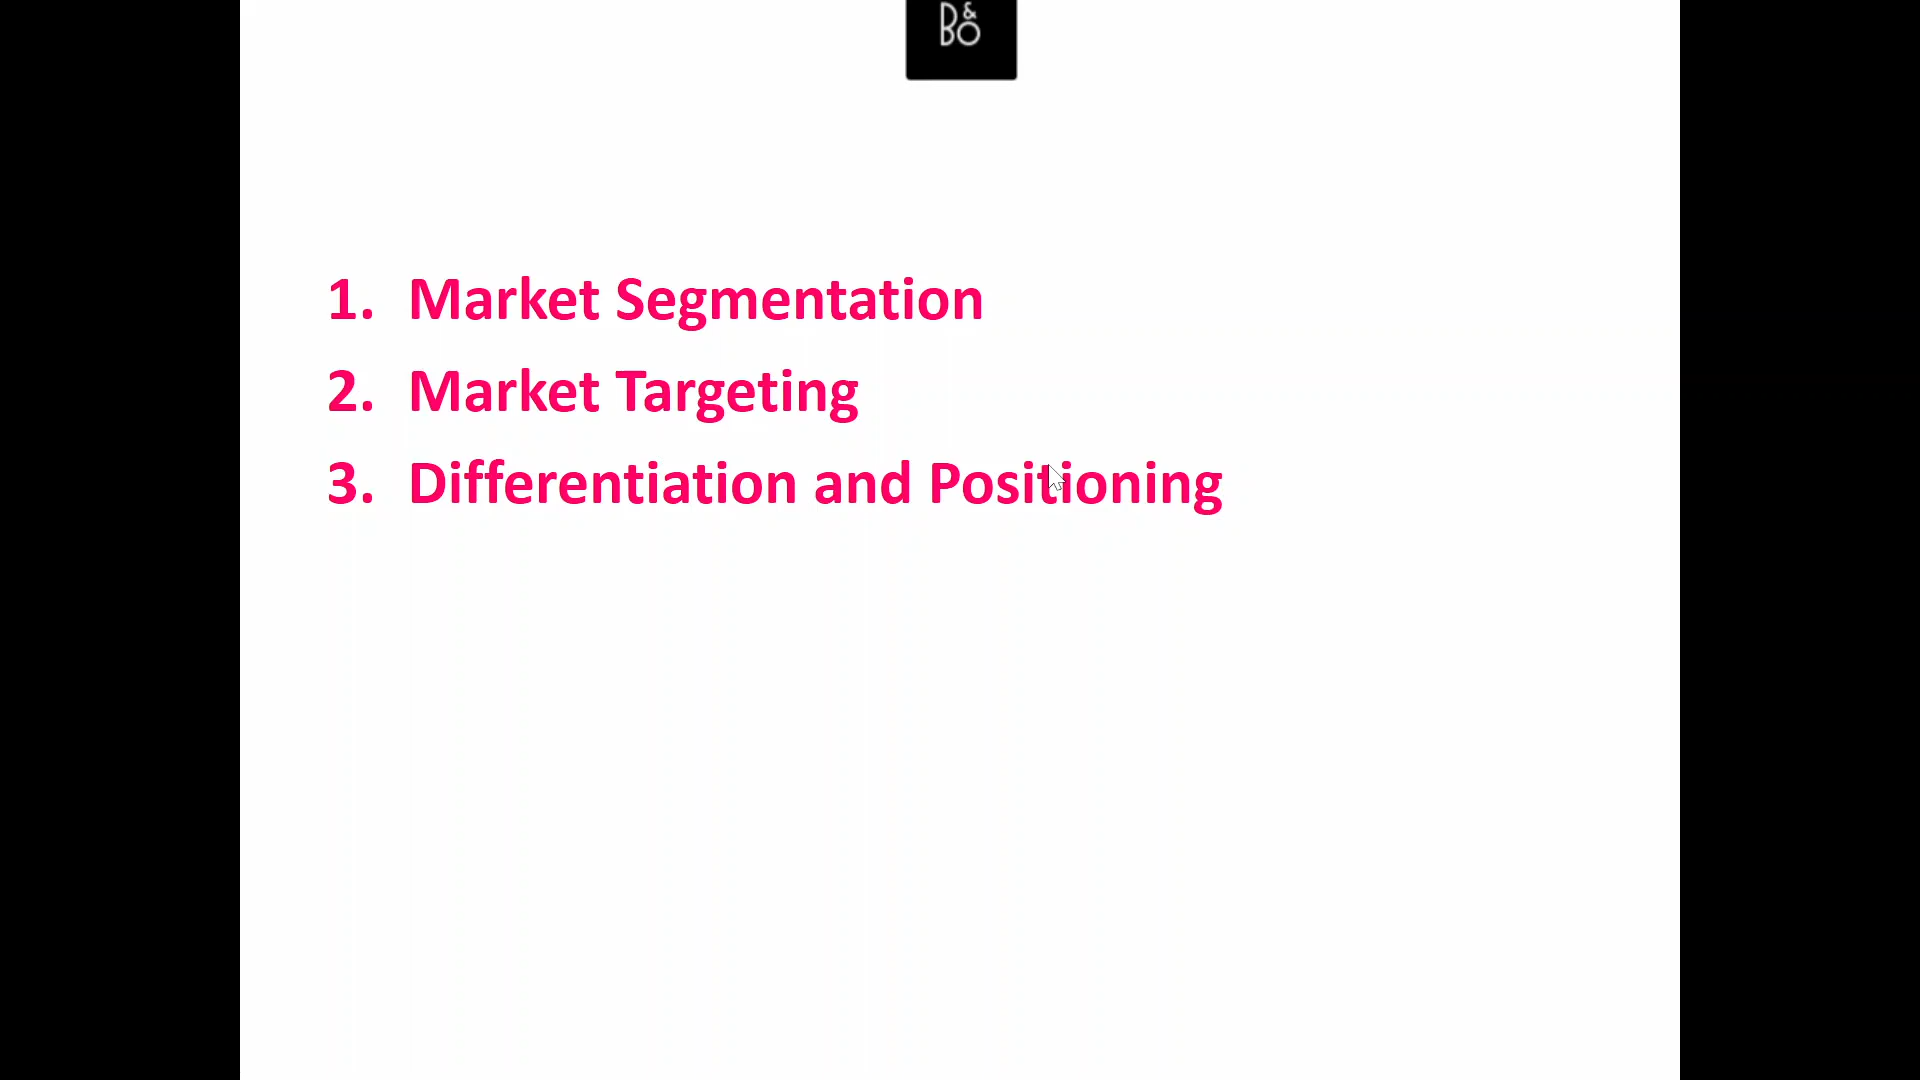 B&O
1. Market Segmentation
2. Market Targeting
3. Differentiation and Positioning